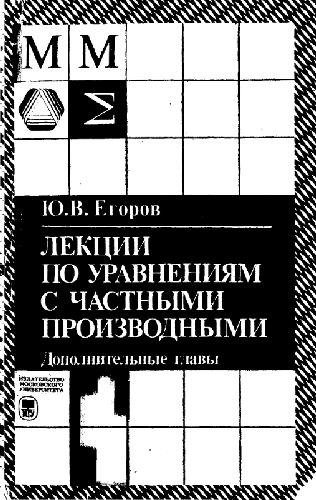 М М
Σ
Ю.В. Егоров
ЛЕКЦИИ
ПО УРАВНЕНИЯМ
С ЧАСТНЫМИ
ПРОИЗВОДНЫМИ
Дополнительные главы
ИЗДАТЕЛЬСТВО
МОСКОВСКОГО
УНИВЕРСИТЕТА